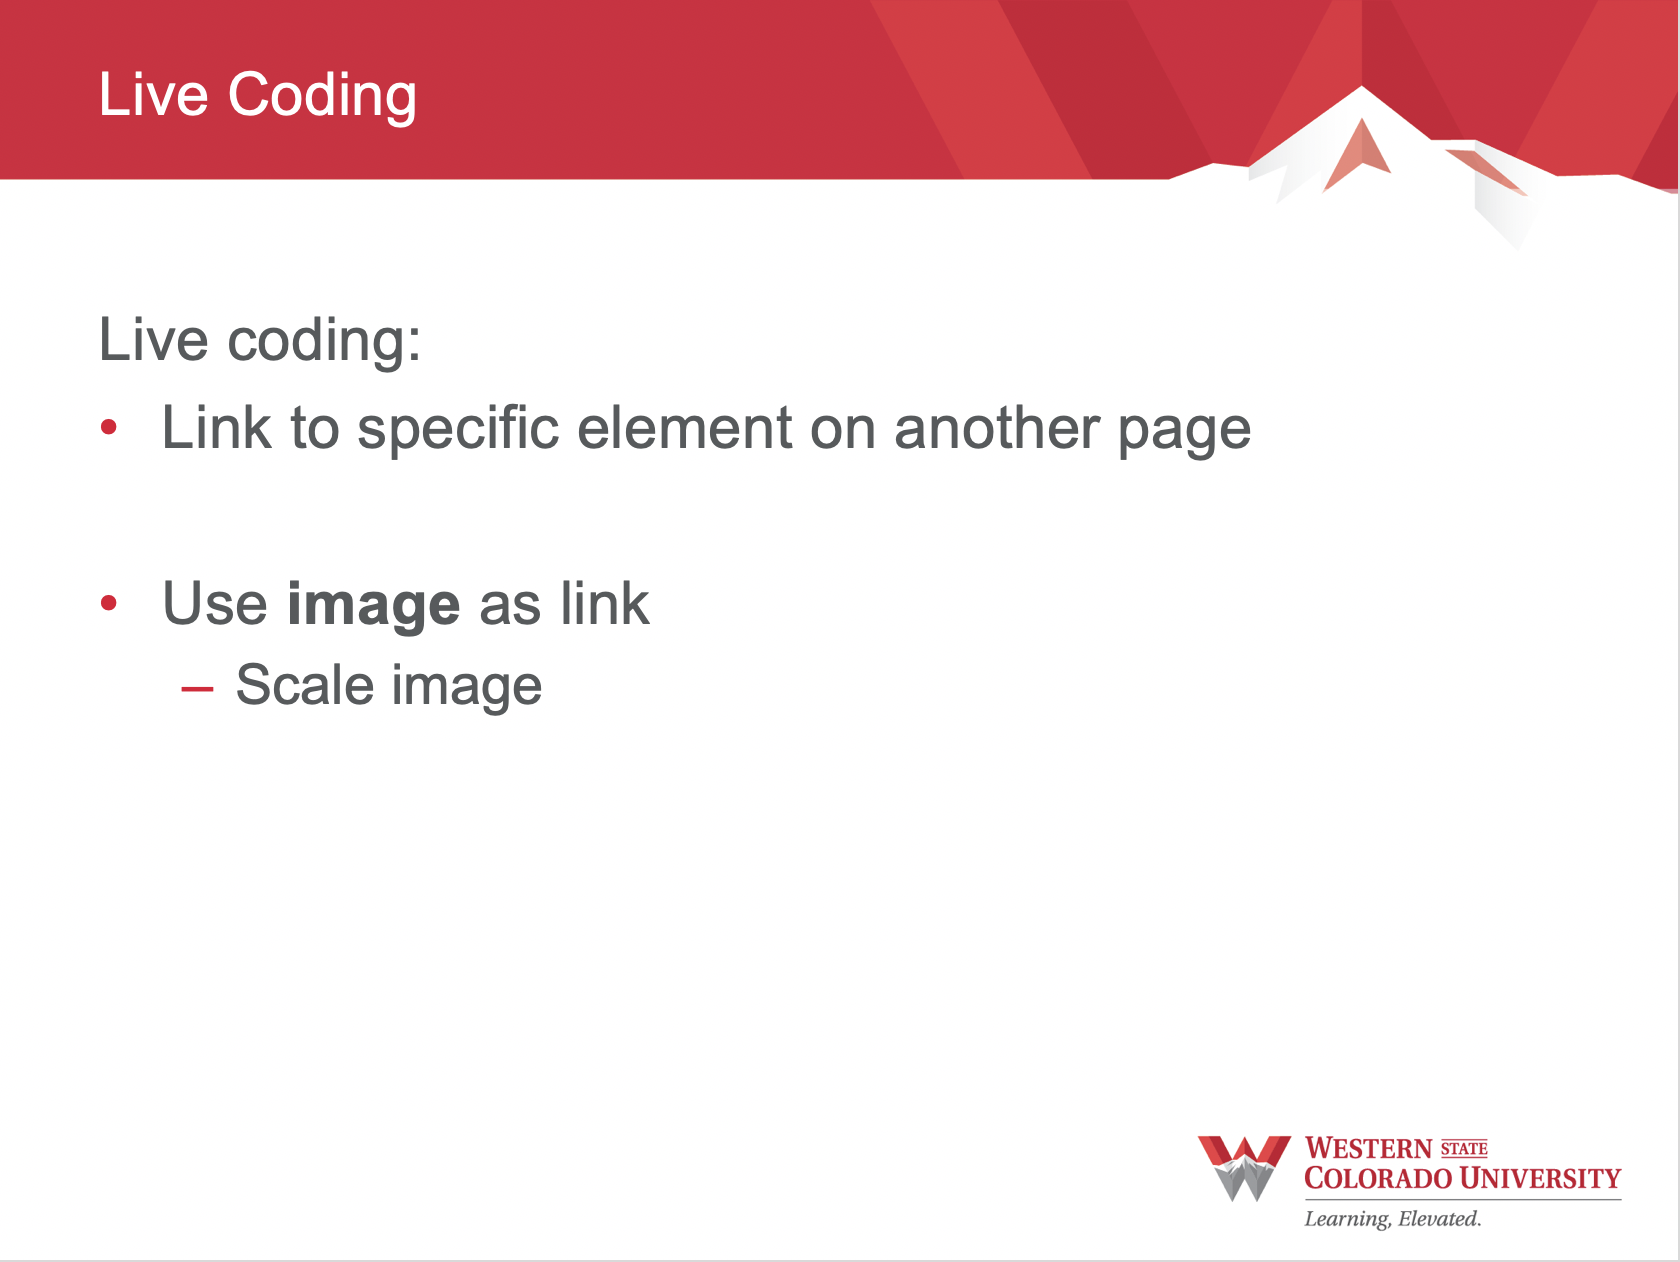 Live Coding
Live coding:
• Link to specific element on another page
• Use image as link
– Scale image
WESTERN STATE
COLORADO UNIVERSITY
Learning, Elevated.